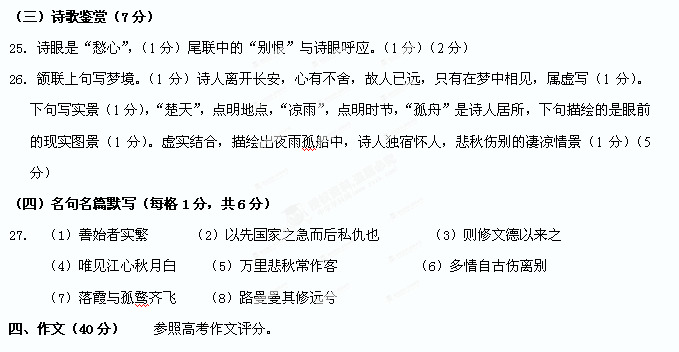 （三）诗歌鉴赏（7 分）
25. 诗眼是“愁心”，（1 分）尾联中的“别恨”与诗眼呼应。（1 分）（2 分）
26. 颔联上句写梦境。（1 分）诗人离开长安，心有不舍，故人已远，只有在梦中相见，属虚写（1 分）。
下句写实景（1 分），“楚天”，点明地点，“凉雨”，点明时节，“孤舟”是诗人居所，下句描绘的是眼前
的现实图景（1 分）。虚实结合，描绘出夜雨孤船中，诗人独宿怀人，悲秋伤别的凄凉情景（1 分）（5
分）
（四）名句名篇默写（每格 1 分，共 6 分）
27. （1）善始者实繁 （2）以先国家之急而后私仇也 （3）则修文德以来之
（4）唯见江心秋月白 （5）万里悲秋常作客 （6）多情自古伤离别
（7）落霞与孤鹜齐飞 （8）路曼曼其修远兮
四、作文（40 分） 参照高考作文评分。